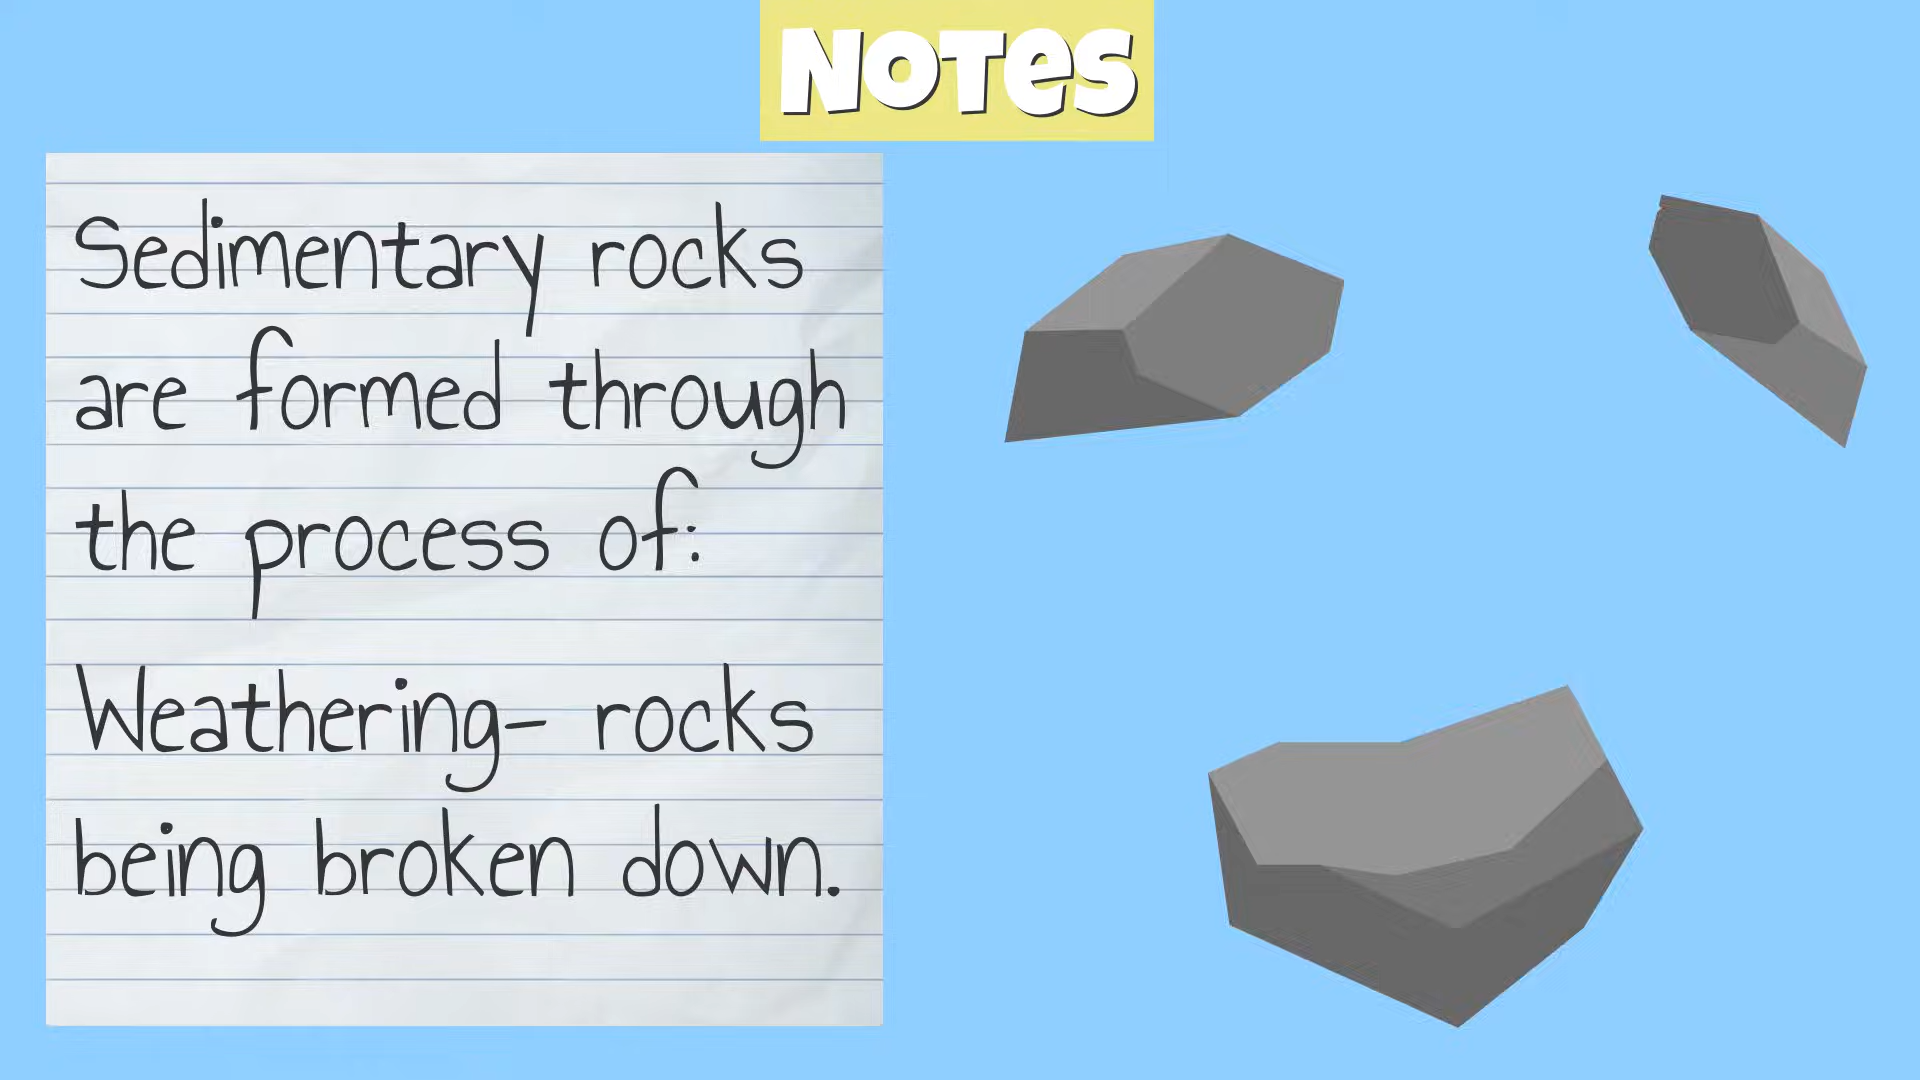 NOTES
Sedimentary rocks
are formed through
the process of:
Weathering- rocks
being broken down.